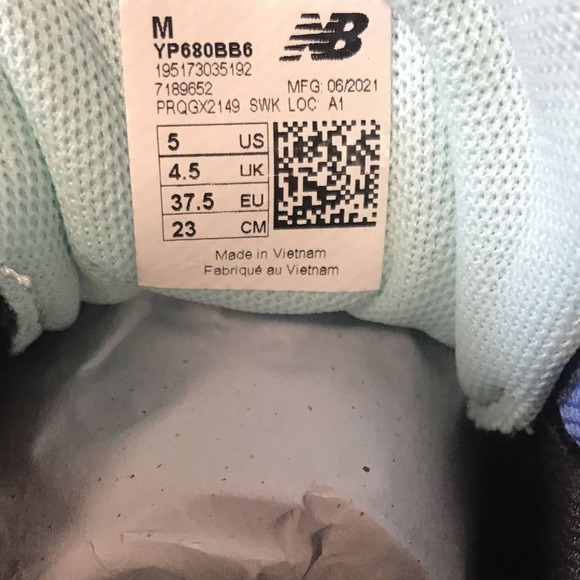 M
YP680BB6
NB
195173035192
7189652 MFG: 06/2021
PRQGX2149 SWK LOC: A1
5 US
4.5 UK
37.5 EU
23 CM
Made in Vietnam
Fabriqué au Vietnam